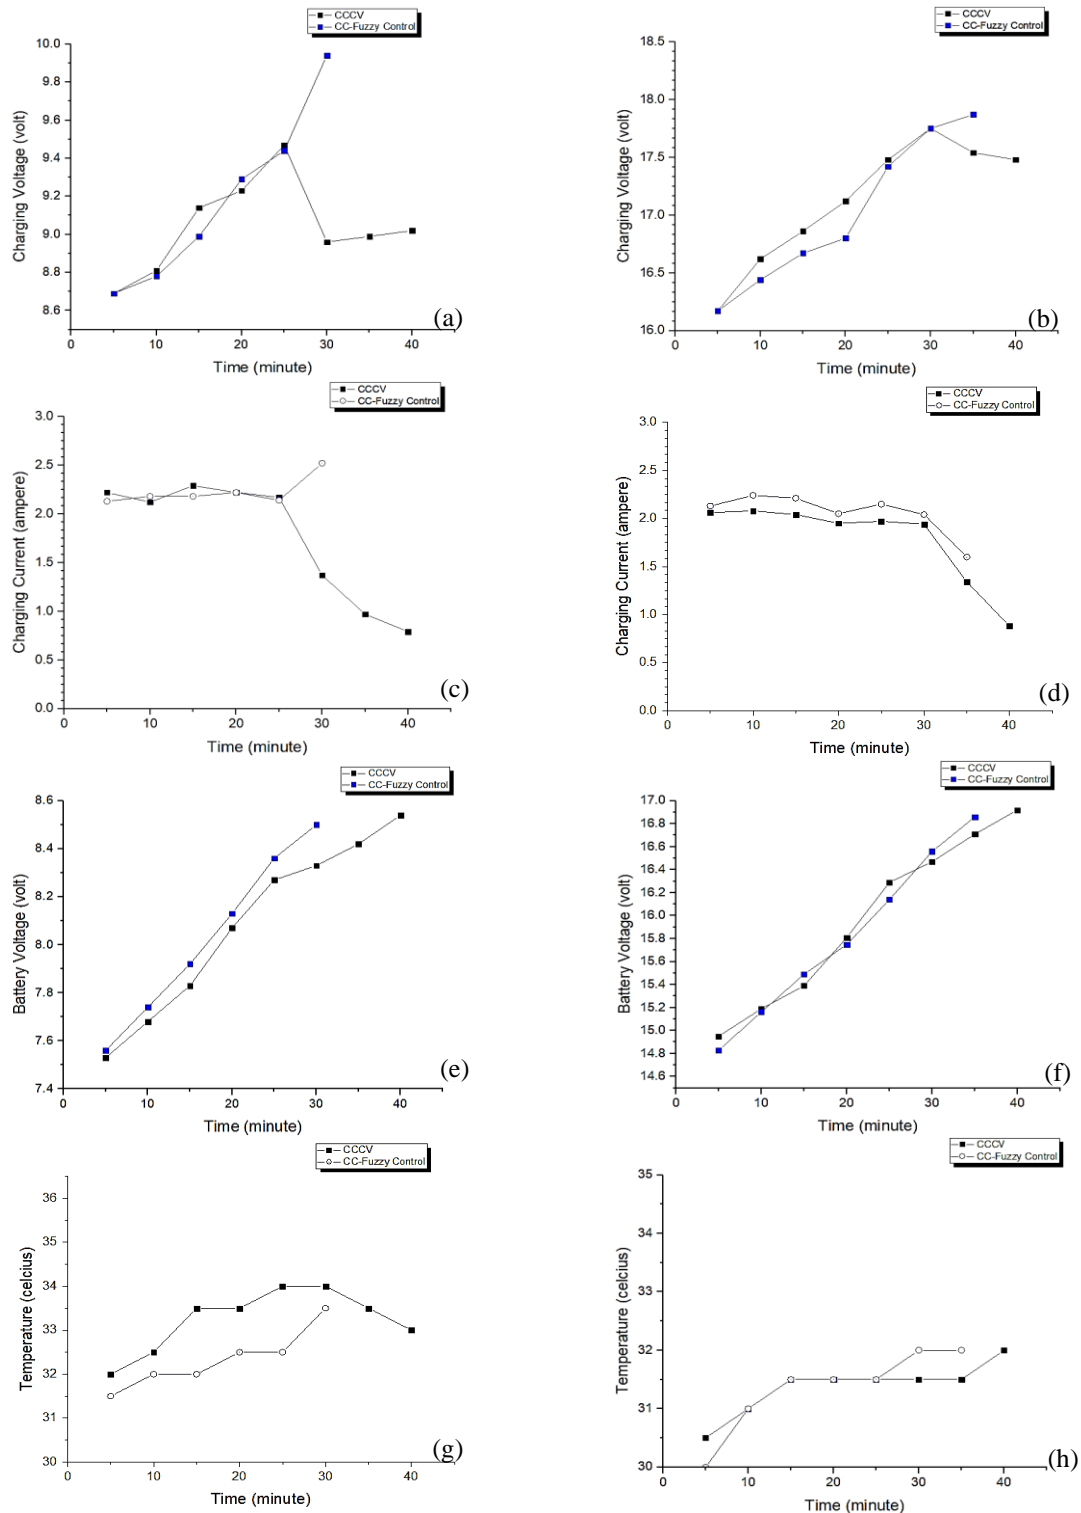 CCCV
CC-Fuzzy Control
10.0
9.8
9.6
9.4
9.2
9.0
8.8
8.6
Charging Voltage (volt)
0 10 20 30 40
Time (minute)
(a)
CCCV
CC-Fuzzy Control
18.5
18.0
17.5
17.0
16.5
16.0
Charging Voltage (volt)
0 10 20 30 40
Time (minute)
(b)
CCCV
CC-Fuzzy Control
3.0
2.5
2.0
1.5
1.0
0.5
0.0
Charging Current (ampere)
0 10 20 30 40
Time (minute)
(c)
CCCV
CC-Fuzzy Control
3.0
2.5
2.0
1.5
1.0
0.5
0.0
Charging Current (ampere)
0 10 20 30 40
Time (minute)
(d)
CCCV
CC-Fuzzy Control
8.6
8.4
8.2
8.0
7.8
7.6
7.4
Battery Voltage (volt)
0 10 20 30 40
Time (minute)
(e)
CCCV
CC-Fuzzy Control
17.0
16.8
16.6
16.4
16.2
16.0
15.8
15.6
15.4
15.2
15.0
14.8
14.6
Battery Voltage (volt)
0 10 20 30 40
Time (minute)
(f)
CCCV
CC-Fuzzy Control
36
35
34
33
32
31
30
Temperature (celcius)
0 10 20 30 40
Time (minute)
(g)
CCCV
CC-Fuzzy Control
35
34
33
32
31
30
Temperature (celcius)
0 10 20 30 40
Time (minute)
(h)